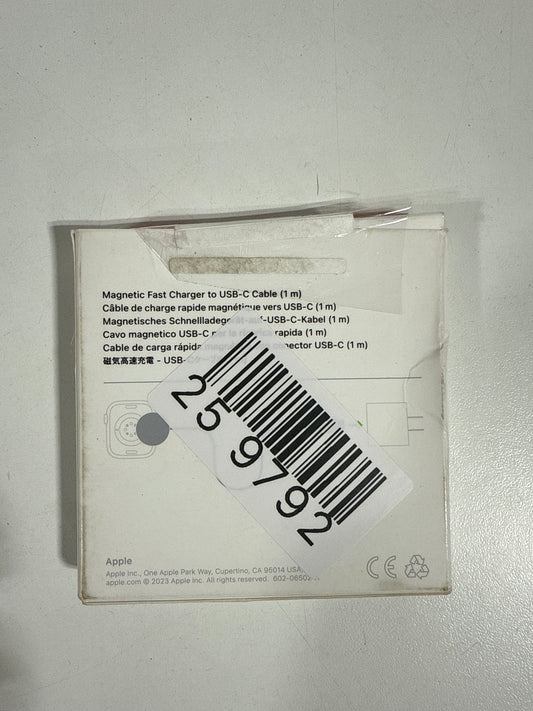 Magnetic Fast Charger to USB-C Cable (1 m)
Câble de charge rapide magnétique vers USB-C (1 m)
Magnetisches Schnellladegerät-auf-USB-C-Kabel (1 m)
Cavo magnetico USB-C per la ricarica rapida (1 m)
Cable de carga rápida conector USB-C (1 m)
磁気高速充電 - USB-C
25 9792
Apple
Apple Inc., One Apple Park Way, Cupertino, CA 95014 USA
apple.com © 2023 Apple Inc. All rights reserved. 602-0650
CE